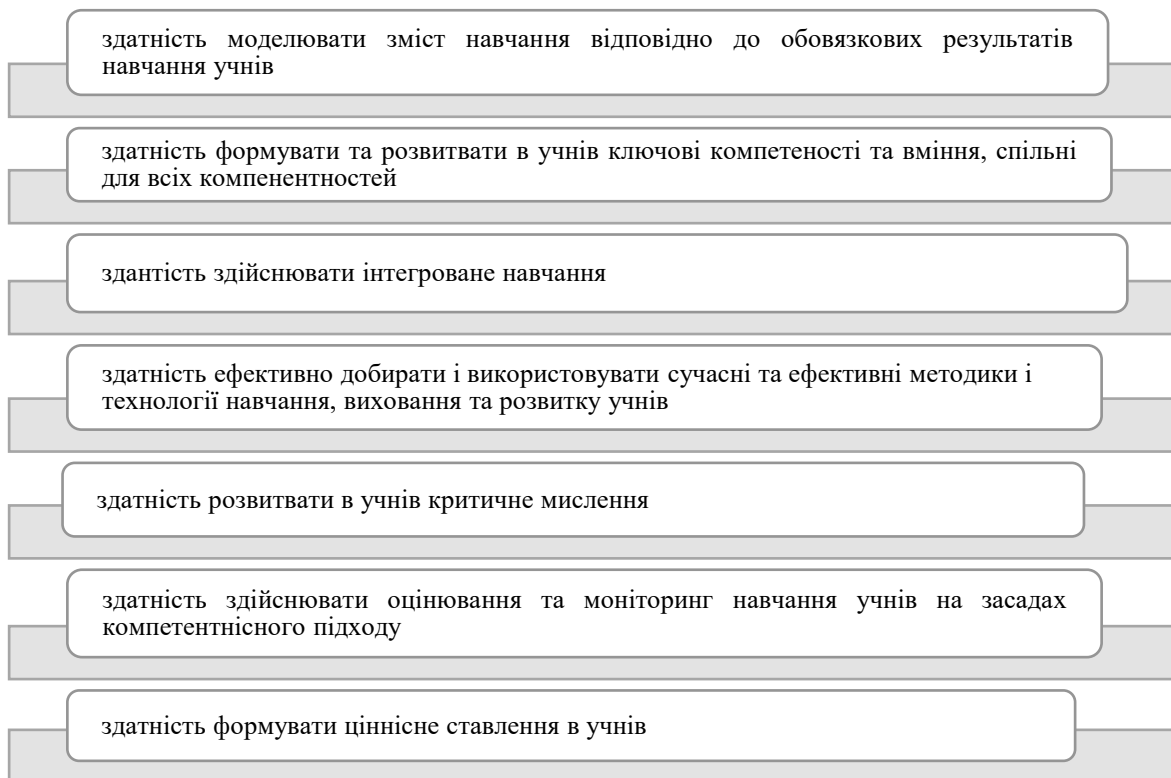 здатність моделювати зміст навчання відповідно до обовязкових результатів
навчання учнів
здатність формувати та розвитвати в учнів ключові компетеності та вміння, спільні
для всіх компенентностей
здантість здійснювати інтегроване навчання
здатність ефективно добирати і використовувати сучасні та ефективні методики і
технології навчання, виховання та розвитку учнів
здатність розвитвати в учнів критичне мислення
здатність здійснювати оцінювання та моніторинг навчання учнів на засадах
компетентнісного підходу
здатність формувати ціннісне ставлення в учнів